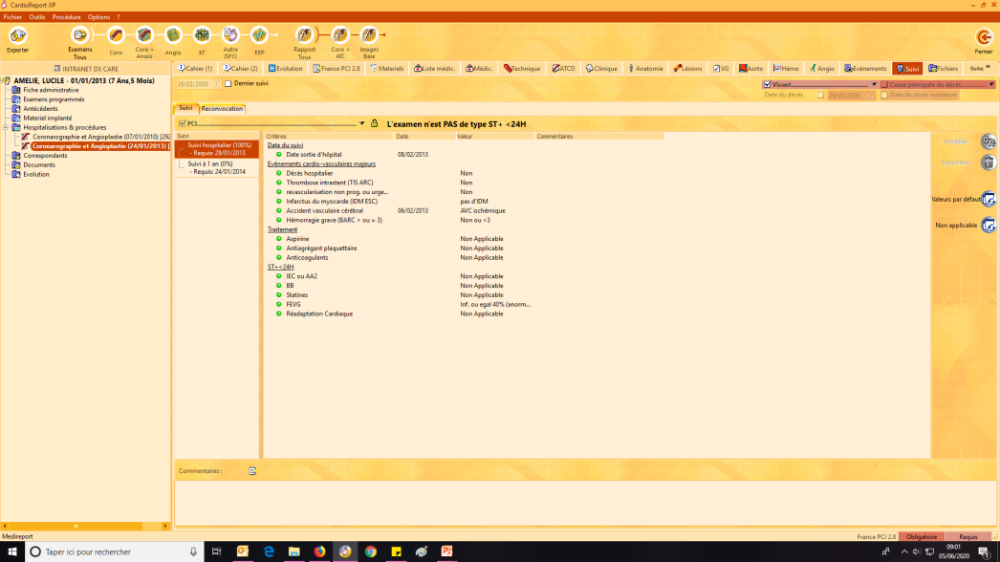 CardioReport XP
Fichier Outils Procédure Options ?
Exporter
Examens Tous
Coro
Coro + Angio
Angio
KT
Autre (SFC)
EEP
Rapport Tous
Coro + ATC
Images Baie
Fermer
INTRANET DX CARE
Cahier (1) Cahier (2) Evolution France PCI 2.8 Materiels Liste médic. Médic. Technique ATCD Clinique Anatomie Lésions VG Aorto Hémo Angio Evénements Suivi Fichiers Suite
AMELIE, LUCILE - 01/01/2013 (7 Ans,5 Mois)
Fiche administrative
Examens programmés
Antécédents
Materiel implanté
Hospitalisations & procédures
Coronarographie et Angioplastie (07/01/2010) [292
Coronarographie et Angioplastie (24/01/2013) [
Correspondants
Documents
Evolution
26/03/2008 Dernier suivi
Vivant
Cause principale du décès
Date du décès 26/03/2008 Date de décès inconnue
Suivi Reconvocation
PCI
L'examen n'est PAS de type ST+ <24H
Suivi
Suivi hospitalier (100%)
- Requis: 29/01/2013
Suivi à 1 an (0%)
- Requis: 24/01/2014
Critères Date Valeur Commentaires
Date du suivi
Date sortie d'hôpital 08/02/2013
Evénements cardio-vasculaires majeurs
Décès hospitalier Non
Thrombose intrastent (TIS ARC) Non
revascularisation non prog. ou urge... Non
Infarctus du myocarde (IDM ESC) pas d'IDM
Accident vasculaire cérébral 06/02/2013 AVC ischémique
Hémorragie grave (BARC > ou = 3) Non ou <3
Traitement
Aspirine Non Applicable
Antiagrégant plaquettaire Non Applicable
Anticoagulants Non Applicable
ST+<24H
IEC ou AA2 Non Applicable
BB Non Applicable
Statines Non Applicable
FEVG Inf. ou egal 40% (anorm...
Réadaptation Cardiaque Non Applicable
Modifier
Supprimer
Valeurs par défaut
Non applicable
Commentaires :
Medireport
France PCI 2.8 Obligatoire Requis
Taper ici pour rechercher
09:01
05/06/2020